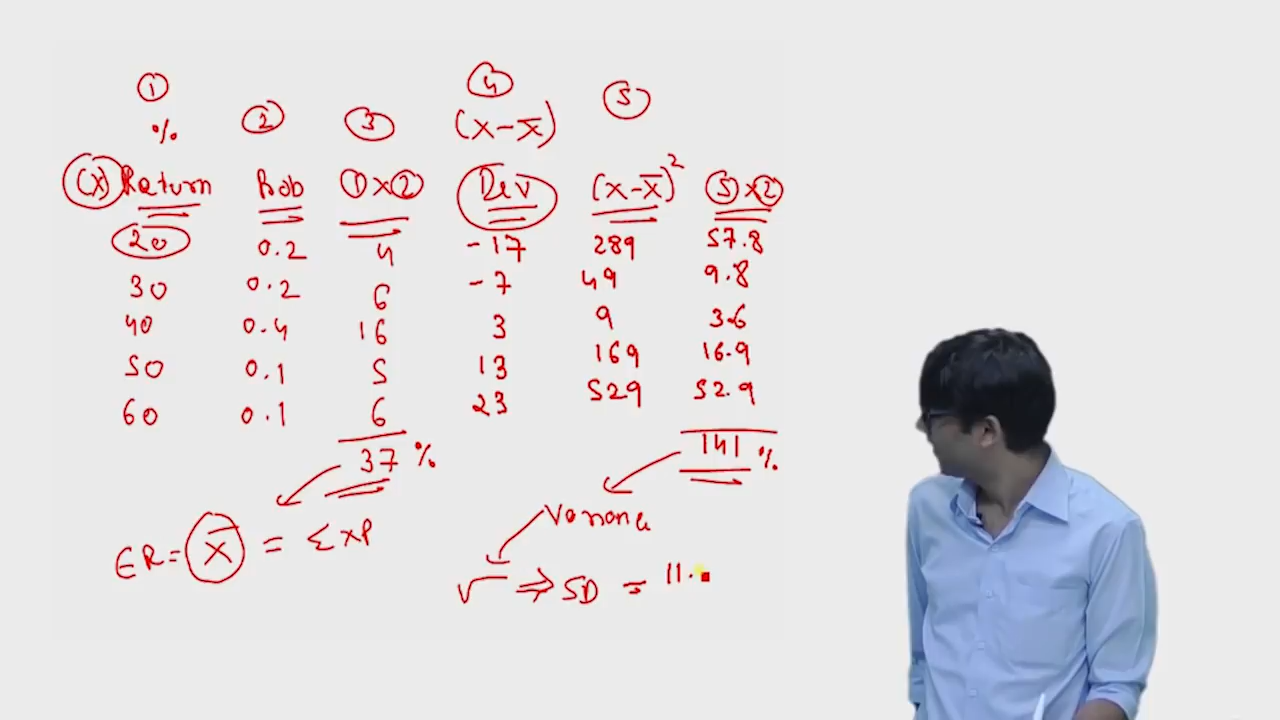 ① ④ ⑤
% ② ③ (x-x̄)
(x) Return Prob ①×② Dev (x-x̄)² ⑤×②
20 0.2 4 -17 289 57.8
30 0.2 6 -7 49 9.8
40 0.4 16 3 9 3.6
50 0.1 5 13 169 16.9
60 0.1 6 23 529 52.9
37 % 141 %
ER = x̄ = Σ XP Variance
√ ⇒ SD = 11.